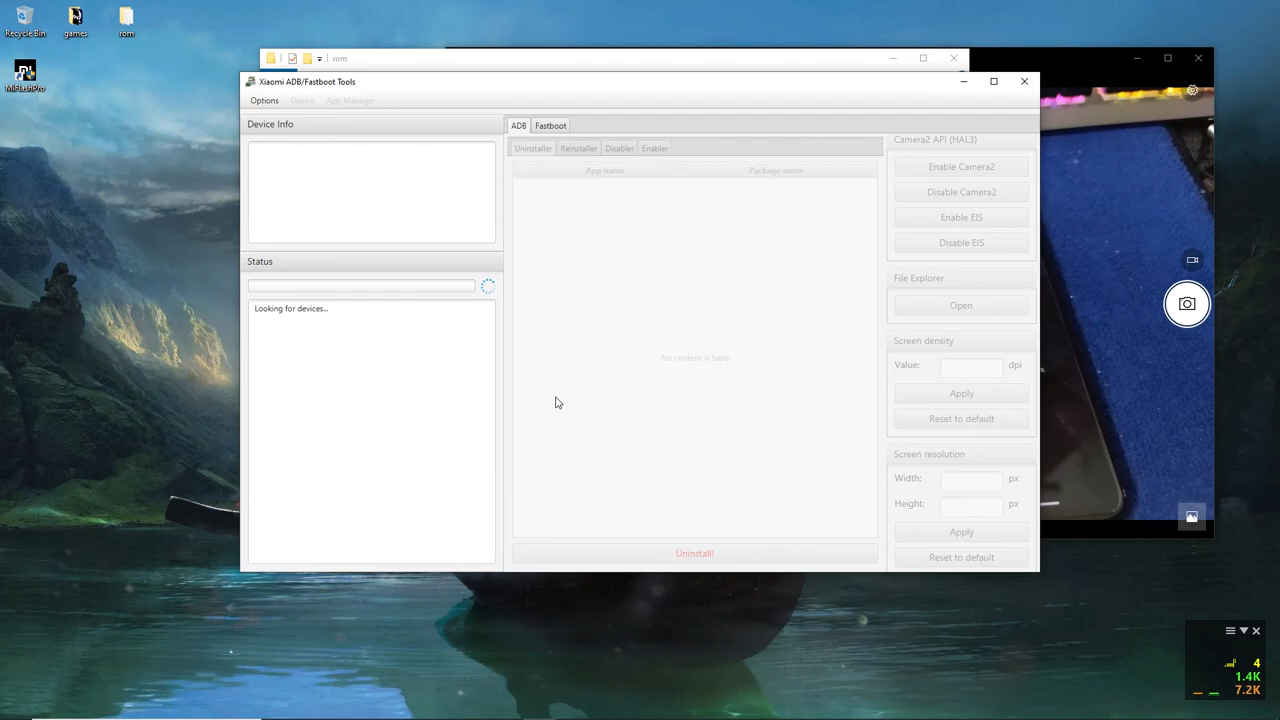 Recycle Bin
games
rom
MiFlashPro
rom
Xiaomi ADB/Fastboot Tools
Options
Device
App Manager
Device Info
Status
Looking for devices...
ADB
Fastboot
Uninstaller
Reinstaller
Disabler
Enabler
App name
Package name
No content in table
Uninstall!
Camera2 API (HAL3)
Enable Camera2
Disable Camera2
Enable EIS
Disable EIS
File Explorer
Open
Screen density
Value:
dpi
Apply
Reset to default
Screen resolution
Width:
px
Height:
px
Apply
Reset to default
4
1.4K
7.2K